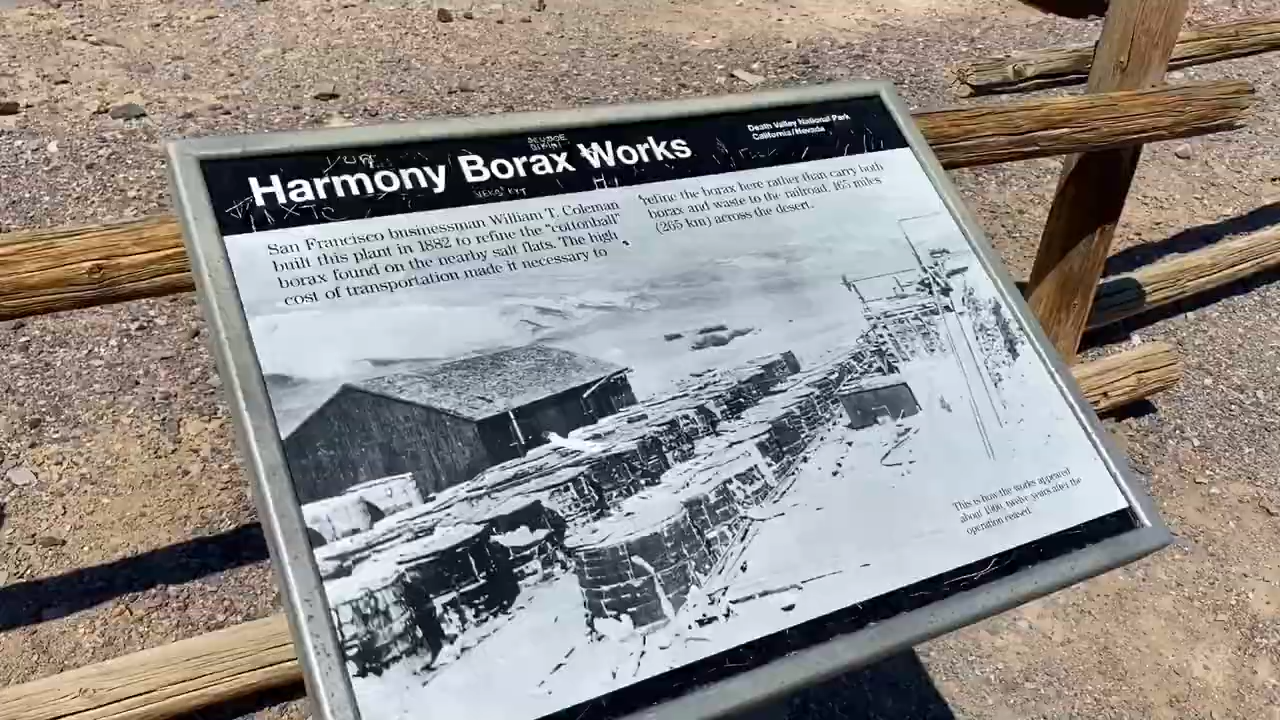 Harmony Borax Works
Death Valley National Park
California/Nevada
San Francisco businessman William T. Coleman
built this plant in 1882 to refine the "cottonball"
borax found on the nearby salt flats. The high
cost of transportation made it necessary to
refine the borax here rather than carry both
borax and waste to the railroad, 165 miles
(265 km) across the desert.
This is how the works appeared
about 1900, twelve years after the
operation ceased.